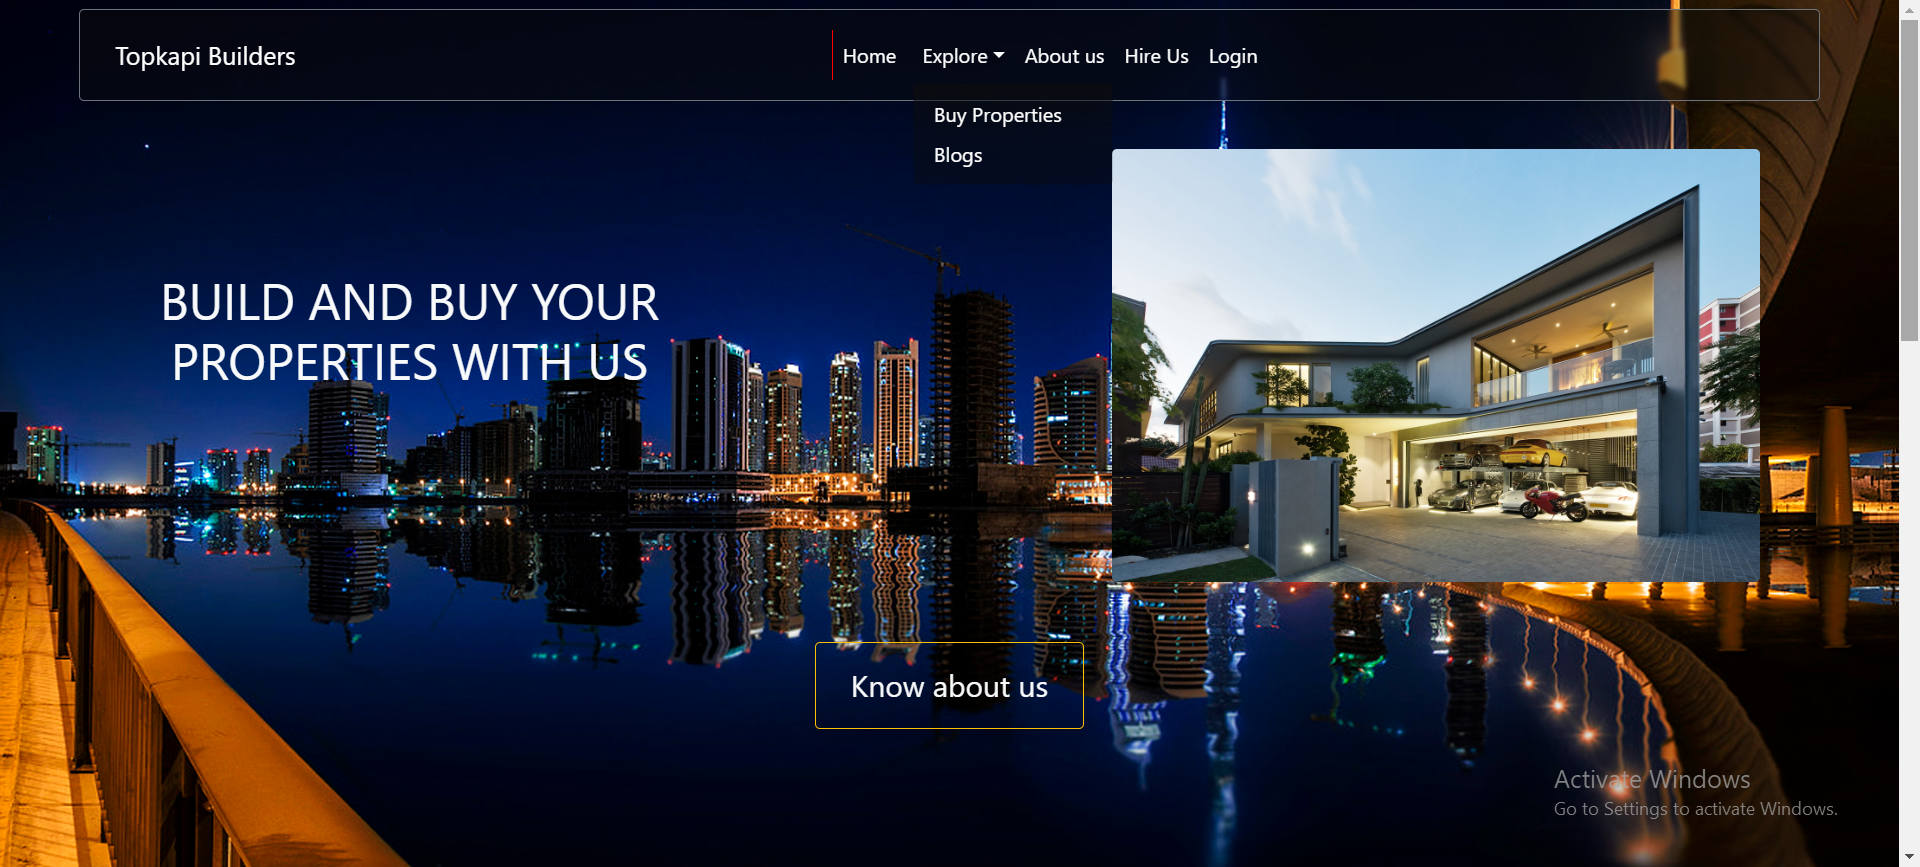 Topkapi Builders
Home Explore About us Hire Us Login
Buy Properties
Blogs
BUILD AND BUY YOUR
PROPERTIES WITH US
Know about us
Activate Windows
Go to Settings to activate Windows.